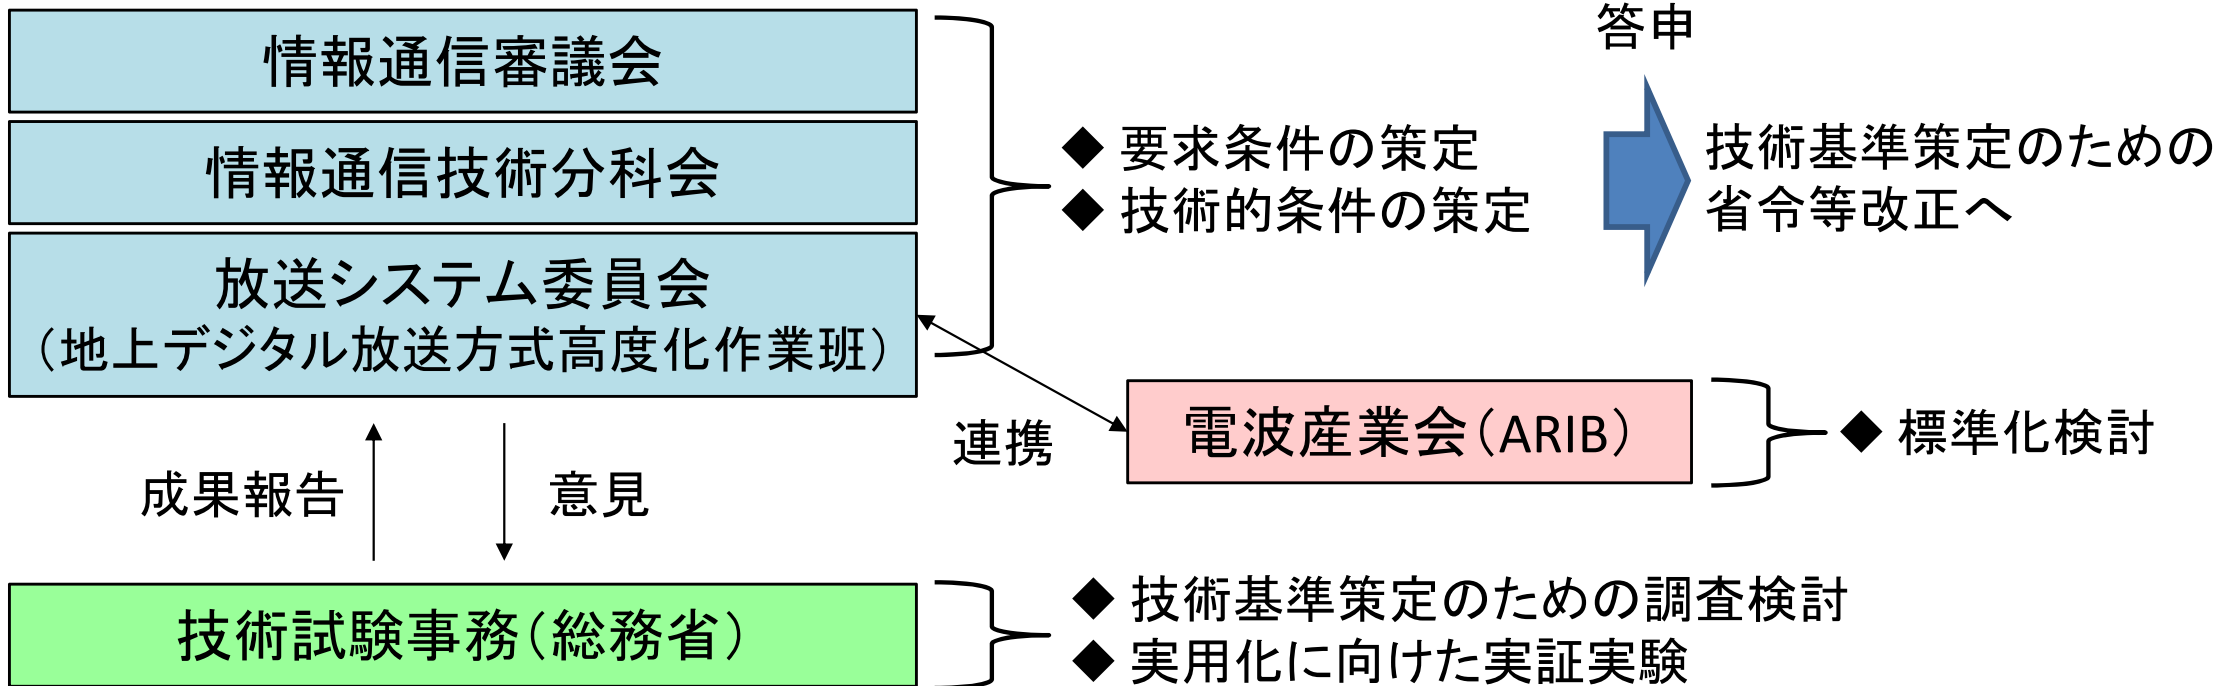 情報通信審議会
情報通信技術分科会
放送システム委員会
（地上デジタル放送方式高度化作業班）
◆ 要求条件の策定
◆ 技術的条件の策定
答申
技術基準策定のための
省令等改正へ
連携
電波産業会（ARIB）
◆ 標準化検討
成果報告
意見
技術試験事務（総務省）
◆ 技術基準策定のための調査検討
◆ 実用化に向けた実証実験